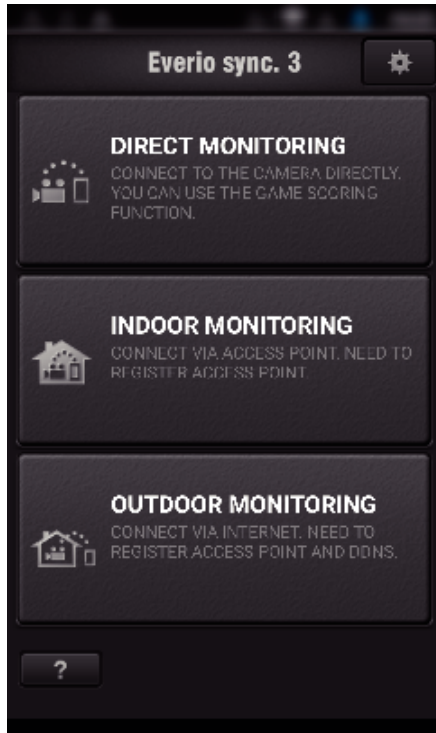 Everio sync. 3
DIRECT MONITORING
CONNECT TO THE CAMERA DIRECTLY.
YOU CAN USE THE GAME SCORING
FUNCTION.
INDOOR MONITORING
CONNECT VIA ACCESS POINT. NEED TO
REGISTER ACCESS POINT.
OUTDOOR MONITORING
CONNECT VIA INTERNET. NEED TO
REGISTER ACCESS POINT AND DDNS.
?